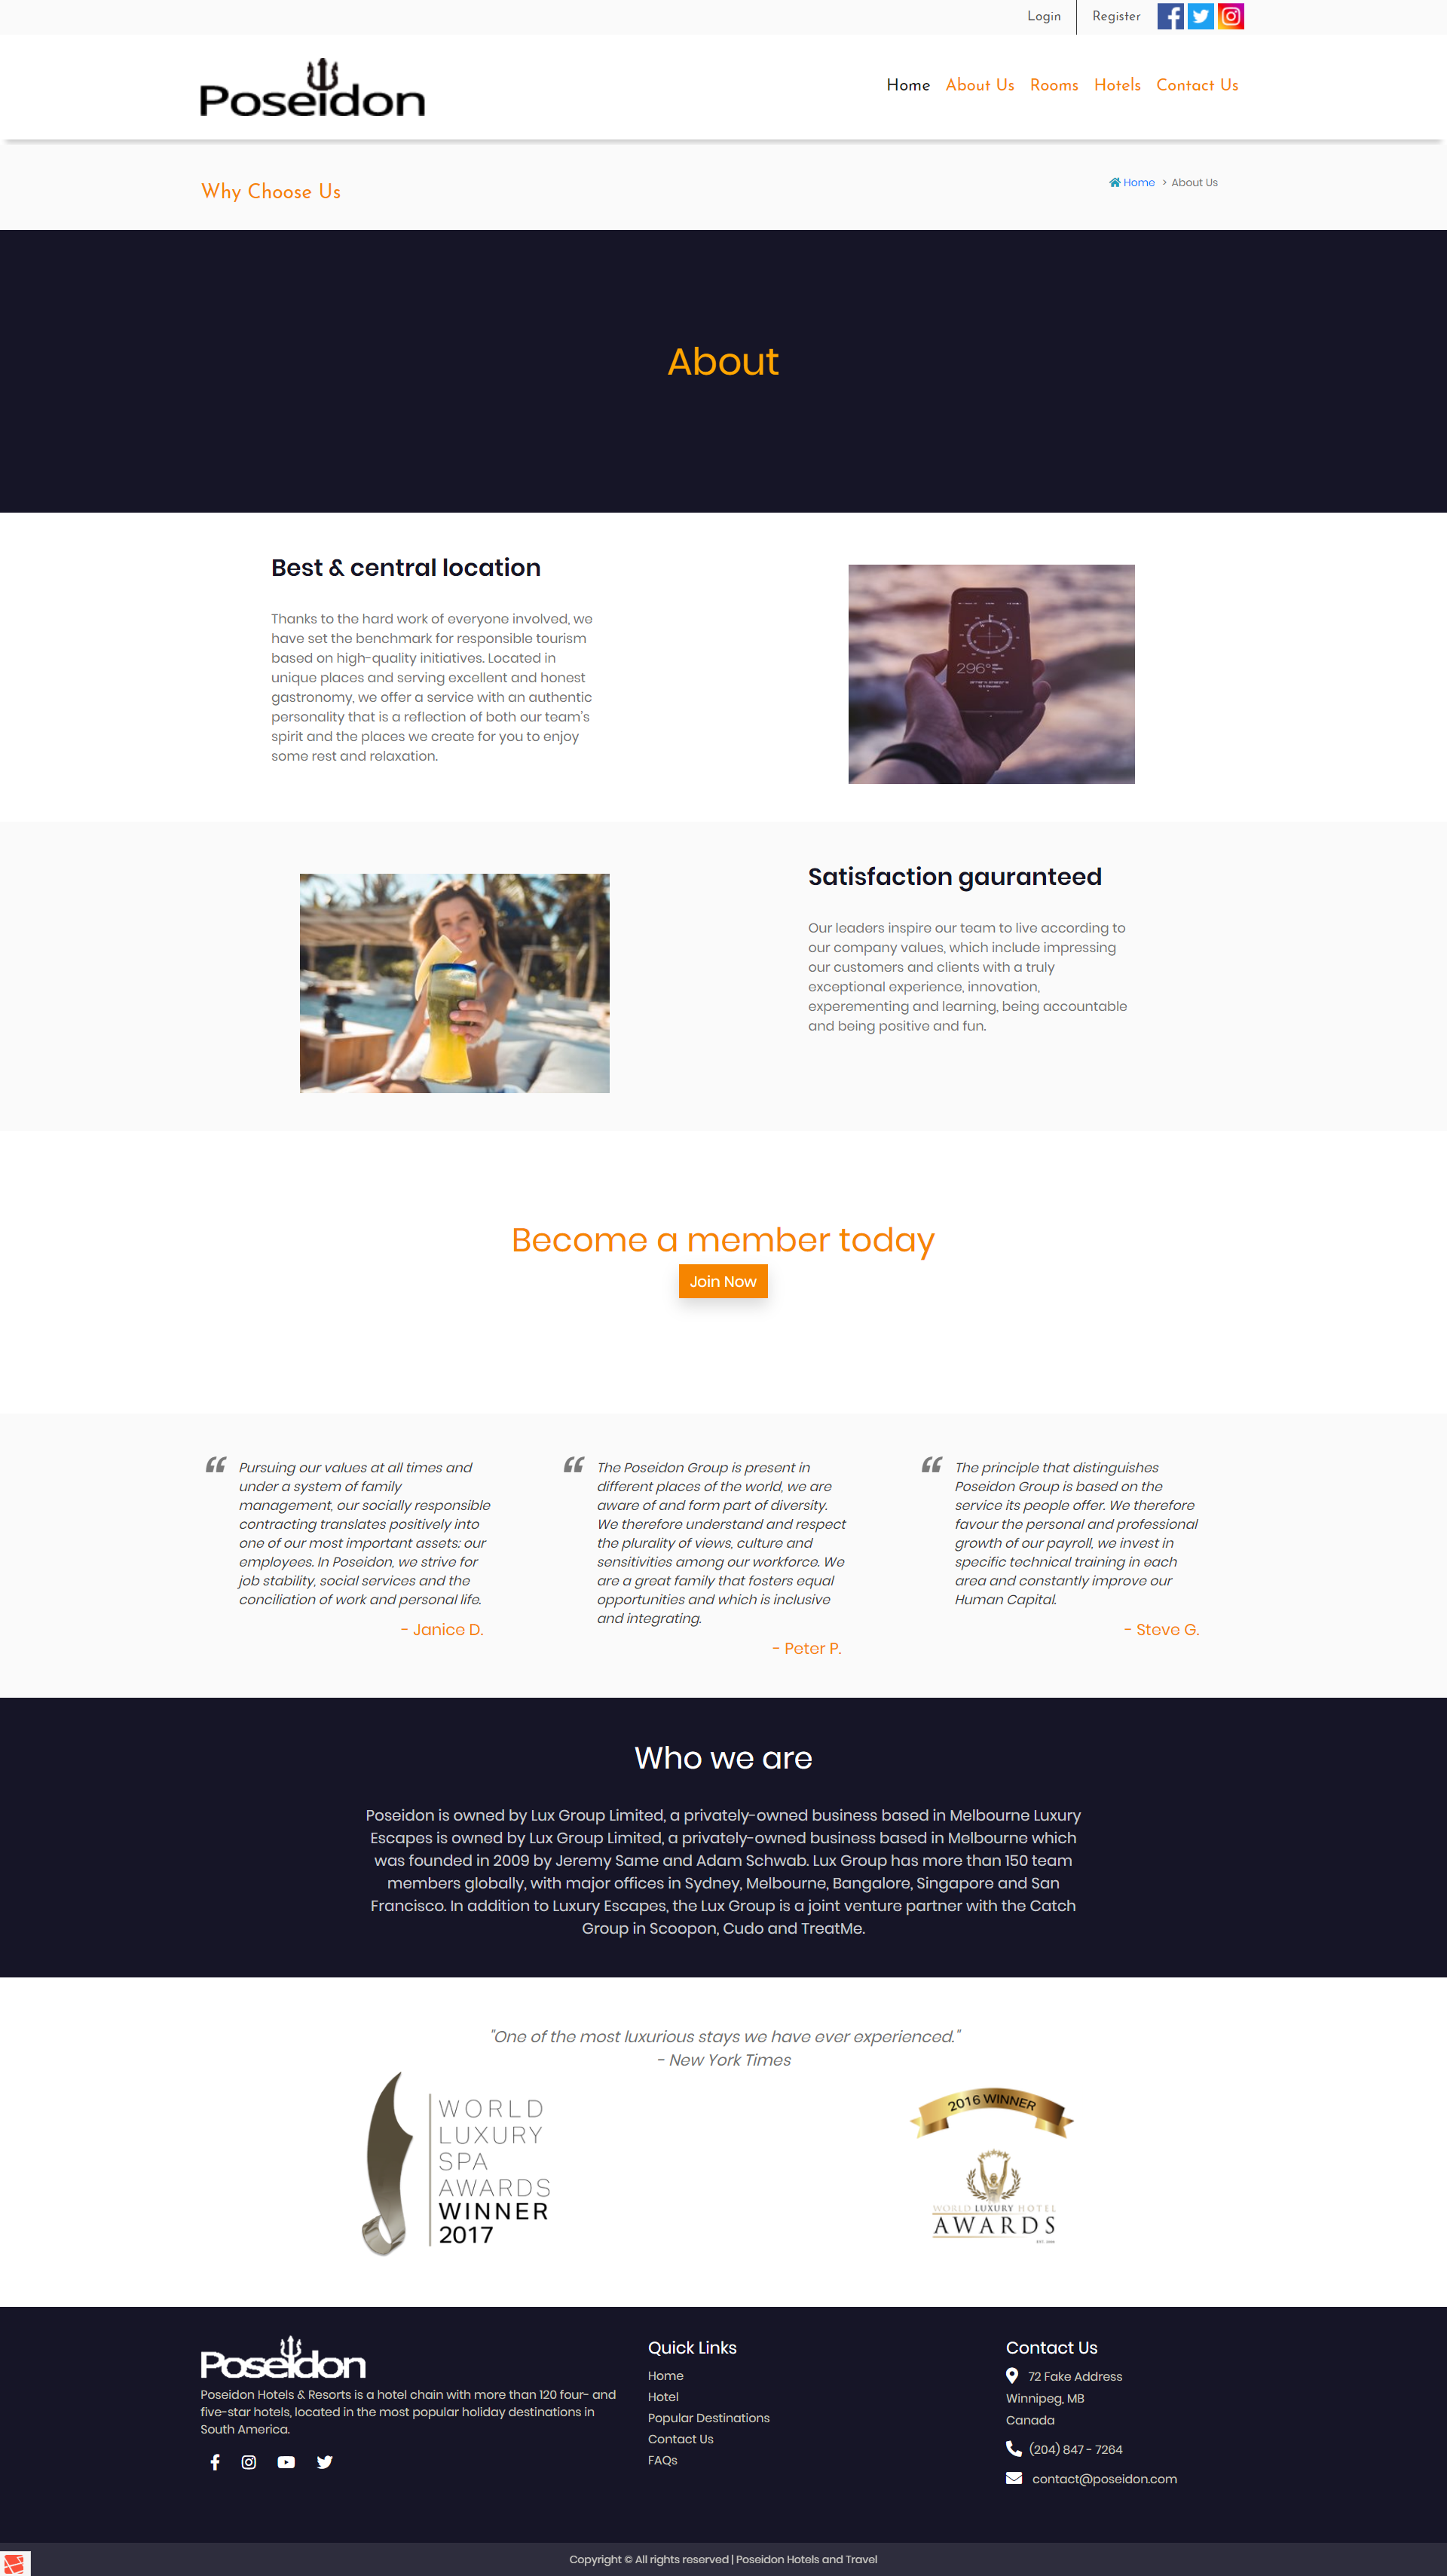 Login
Register
Poseidon
Home About Us Rooms Hotels Contact Us
Why Choose Us
Home > About Us
About
Best & central location
Thanks to the hard work of everyone involved, we
have set the benchmark for responsible tourism
based on high-quality initiatives. Located in
unique places and serving excellent and honest
gastronomy, we offer a service with an authentic
personality that is a reflection of both our team's
spirit and the places we create for you to enjoy
some rest and relaxation.
296°
Satisfaction gauranteed
Our leaders inspire our team to live according to
our company values, which include impressing
our customers and clients with a truly
exceptional experience, innovation,
experementing and learning, being accountable
and being positive and fun.
Become a member today
Join Now
Pursuing our values at all times and
under a system of family
management, our socially responsible
contracting translates positively into
one of our most important assets: our
employees. In Poseidon, we strive for
job stability, social services and the
conciliation of work and personal life.
- Janice D.
The Poseidon Group is present in
different places of the world, we are
aware of and form part of diversity.
We therefore understand and respect
the plurality of views, culture and
sensitivities among our workforce. We
are a great family that fosters equal
opportunities and which is inclusive
and integrating.
- Peter P.
The principle that distinguishes
Poseidon Group is based on the
service its people offer. We therefore
favour the personal and professional
growth of our payroll, we invest in
specific technical training in each
area and constantly improve our
Human Capital.
- Steve G.
Who we are
Poseidon is owned by Lux Group Limited, a privately-owned business based in Melbourne Luxury
Escapes is owned by Lux Group Limited, a privately-owned business based in Melbourne which
was founded in 2009 by Jeremy Same and Adam Schwab. Lux Group has more than 150 team
members globally, with major offices in Sydney, Melbourne, Bangalore, Singapore and San
Francisco. In addition to Luxury Escapes, the Lux Group is a joint venture partner with the Catch
Group in Scoopon, Cudo and TreatMe.
"One of the most luxurious stays we have ever experienced."
- New York Times
WORLD
LUXURY
SPA
AWARDS
WINNER
2017
2016 WINNER
WORLD LUXURY HOTEL
AWARDS
Poseidon
Poseidon Hotels & Resorts is a hotel chain with more than 120 four- and
five-star hotels, located in the most popular holiday destinations in
South America.
Quick Links
Home
Hotel
Popular Destinations
Contact Us
FAQs
Contact Us
72 Fake Address
Winnipeg, MB
Canada
(204) 847 - 7264
contact@poseidon.com
Copyright © All rights reserved | Poseidon Hotels and Travel